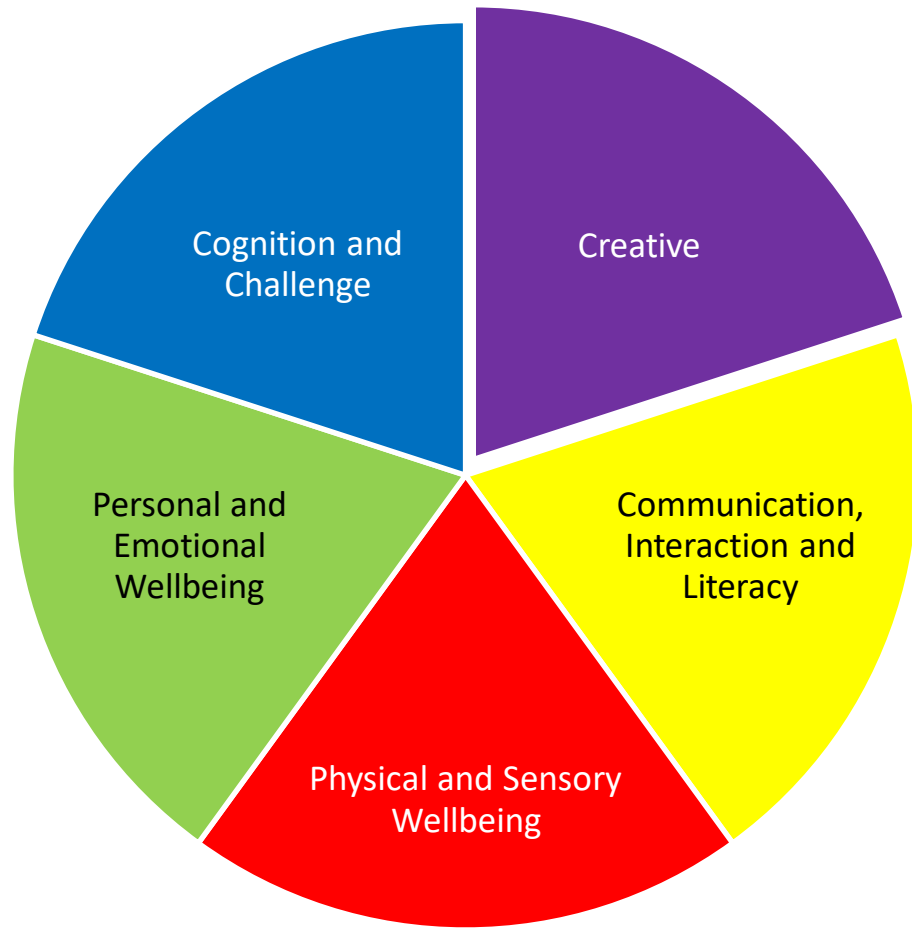 Cognition and
Challenge
Creative
Personal and
Emotional
Wellbeing
Communication,
Interaction and
Literacy
Physical and Sensory
Wellbeing